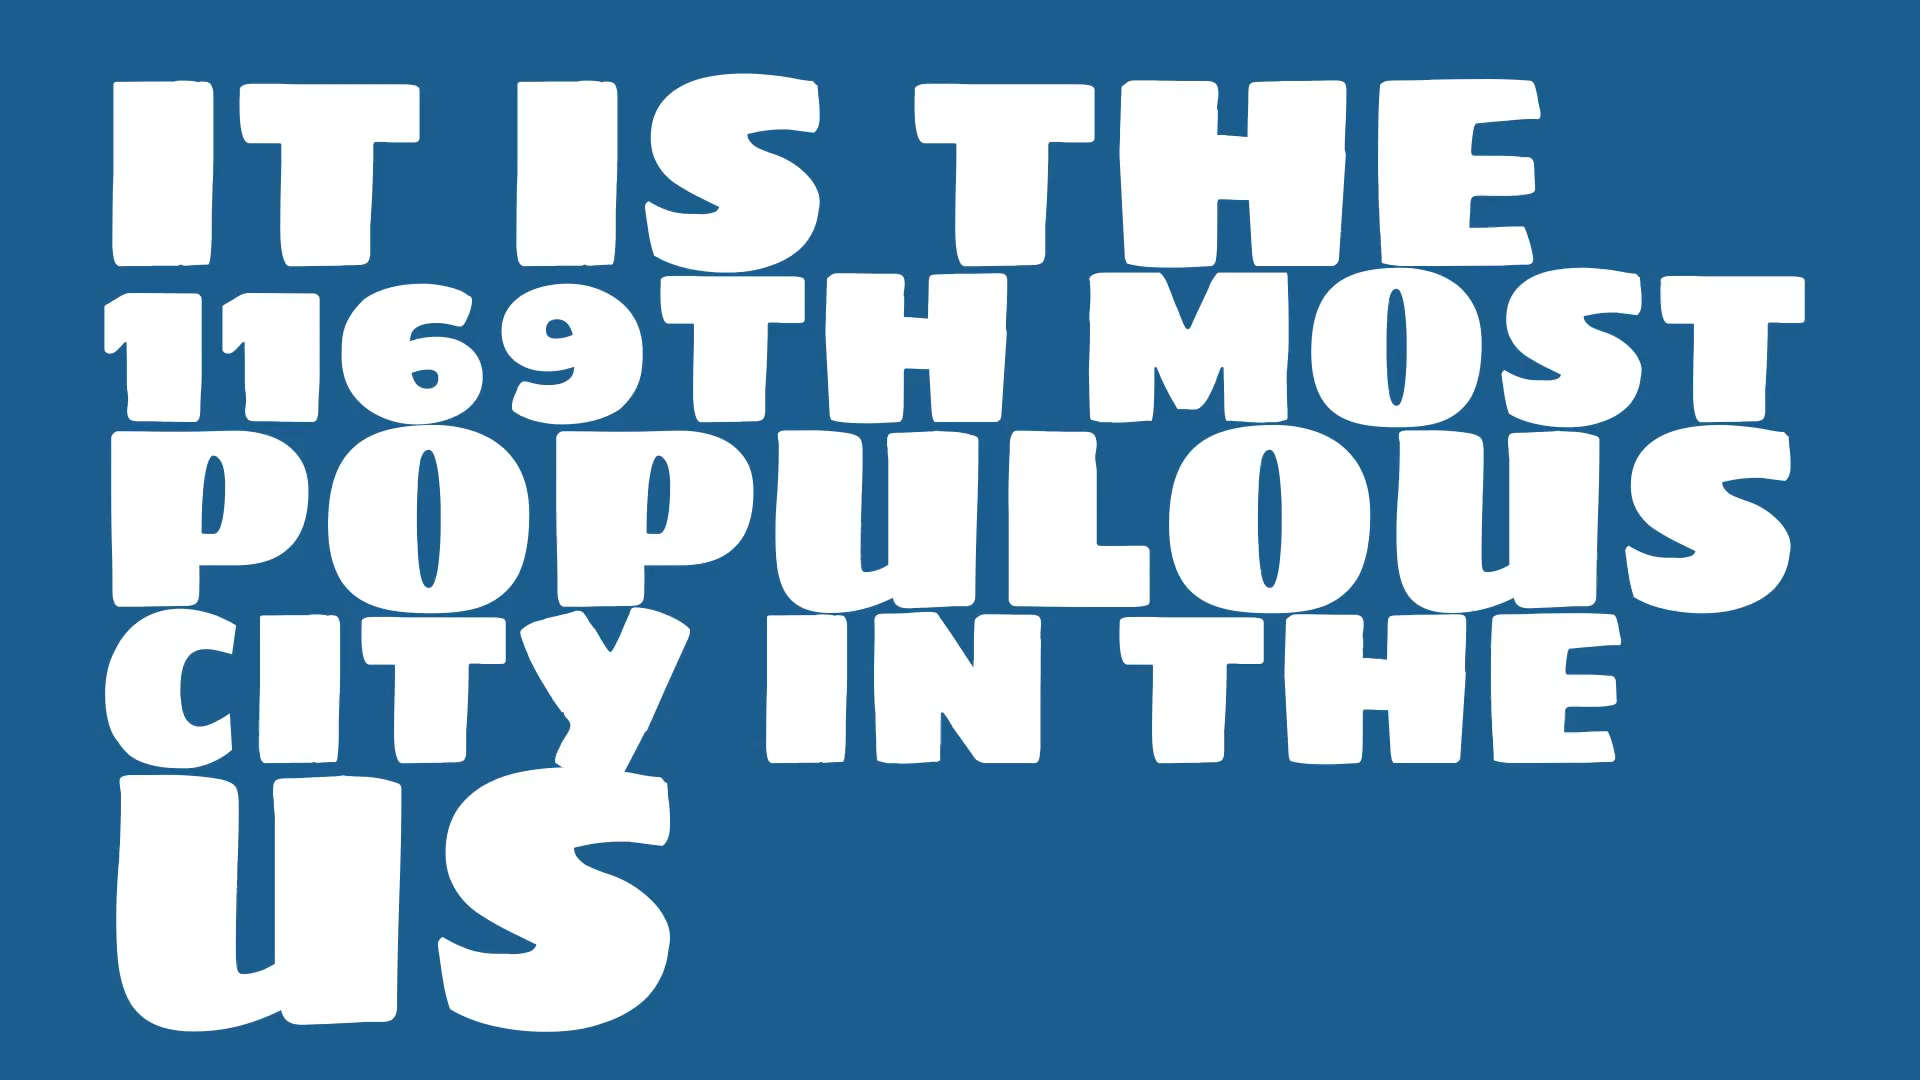 IT IS THE
1169TH MOST
POPULOUS
CITY IN THE
US